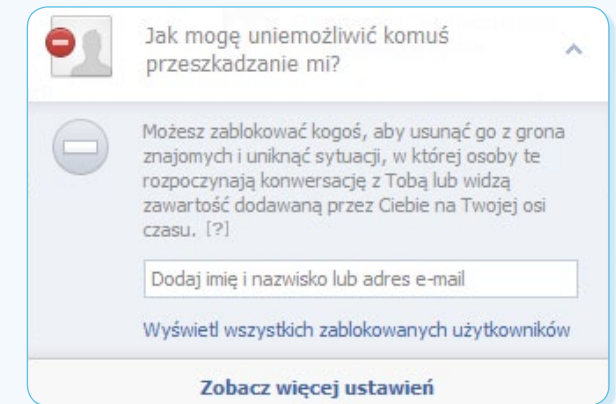 Jak mogę uniemożliwić komuś
przeszkadzanie mi?
Możesz zablokować kogoś, aby usunąć go z grona
znajomych i uniknąć sytuacji, w której osoby te
rozpoczynają konwersację z Tobą lub widzą
zawartość dodawaną przez Ciebie na Twojej osi
czasu. [?]
Dodaj imię i nazwisko lub adres e-mail
Wyświetl wszystkich zablokowanych użytkowników
Zobacz więcej ustawień